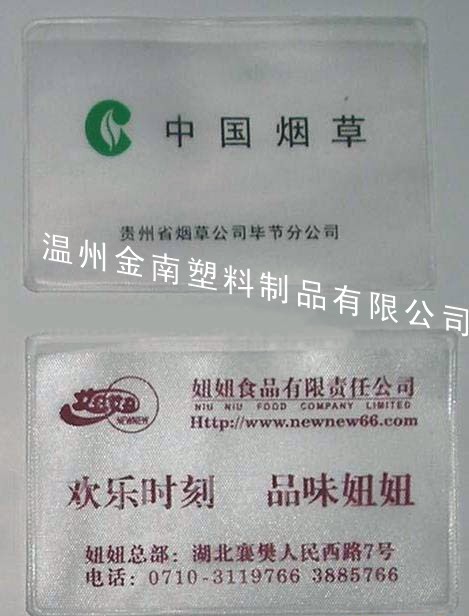 中国烟草
贵州省烟草公司毕节分公司
温州金南塑料制品有限公司
妞妞
NEWNEW
妞妞食品有限责任公司
NIU NIU FOOD COMPANY LIMITED
Http://www.newnew66.com
欢乐时刻 品味妞妞
妞妞总部: 湖北襄樊人民西路7号
电话: 0710-3119766 3885766